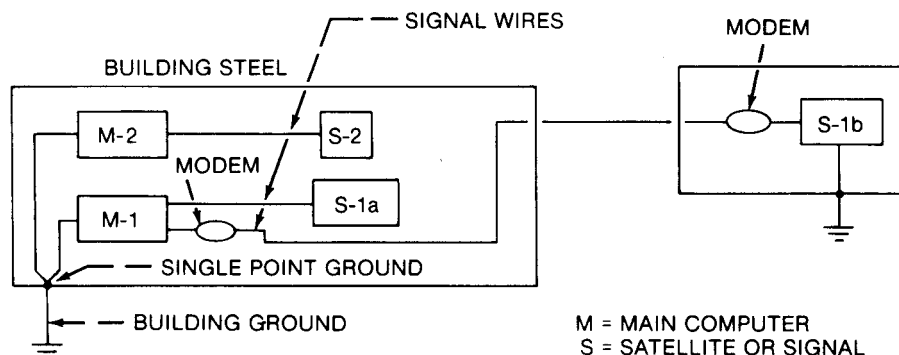 SIGNAL WIRES
MODEM
BUILDING STEEL
M-2
S-2
S-1b
MODEM
S-1a
M-1
SINGLE POINT GROUND
BUILDING GROUND
M = MAIN COMPUTER
S = SATELLITE OR SIGNAL